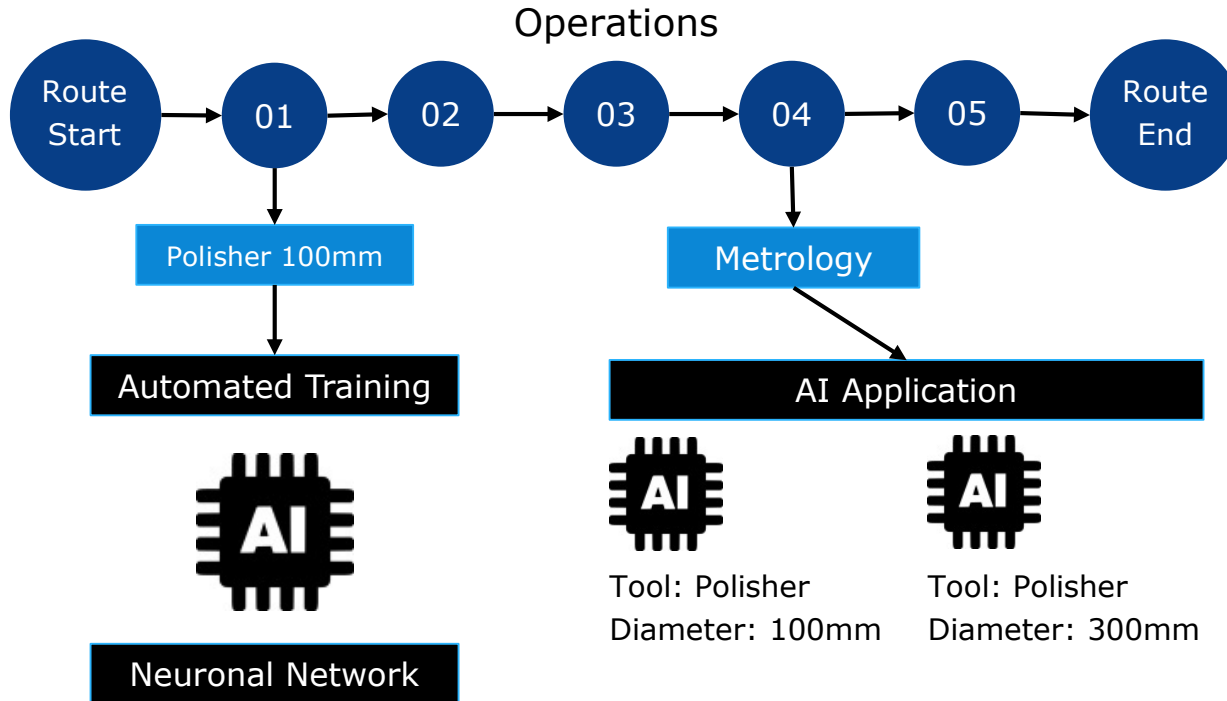 Operations
Route
Start
01
02
03
04
05
Route
End
Polisher 100mm
Metrology
Automated Training
AI Application
AI
AI
AI
Tool: Polisher
Diameter: 100mm
Tool: Polisher
Diameter: 300mm
Neuronal Network